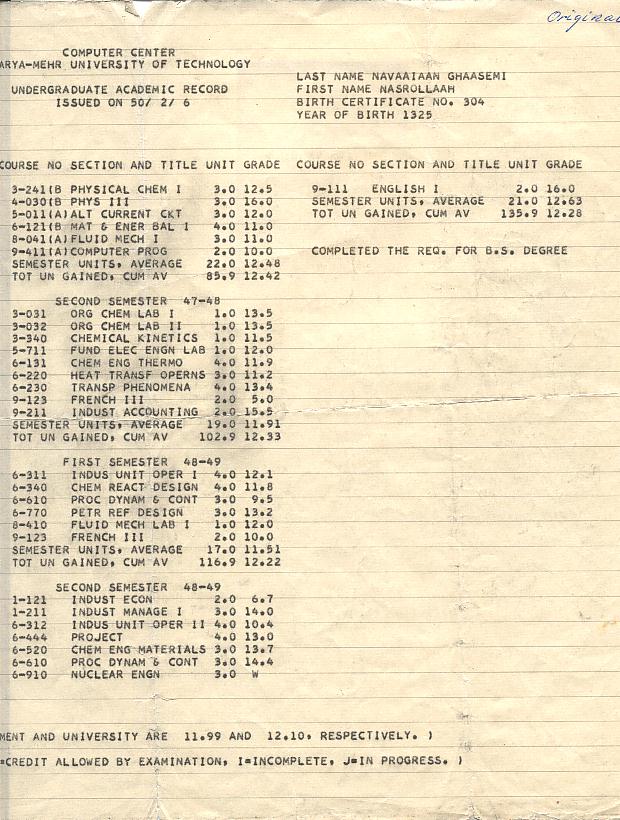 Original
COMPUTER CENTER
ARYA-MEHR UNIVERSITY OF TECHNOLOGY
UNDERGRADUATE ACADEMIC RECORD
ISSUED ON 50/ 2/ 6
LAST NAME NAVAAIAAN GHAASEMI
FIRST NAME NASROLLAAH
BIRTH CERTIFICATE NO. 304
YEAR OF BIRTH 1325
COURSE NO SECTION AND TITLE UNIT GRADE
3-241(B PHYSICAL CHEM I 3.0 12.5
4-030(B PHYS III 3.0 16.0
5-011(A)ALT CURRENT CKT 3.0 12.0
6-121(B MAT & ENER BAL I 4.0 11.0
8-041(A)FLUID MECH I 3.0 11.0
9-411(A)COMPUTER PROG 2.0 10.0
SEMESTER UNITS, AVERAGE 22.0 12.48
TOT UN GAINED, CUM AV 85.9 12.42
SECOND SEMESTER 47-48
3-031 ORG CHEM LAB I 1.0 13.5
3-032 ORG CHEM LAB II 1.0 13.5
3-340 CHEMICAL KINETICS 1.0 11.5
5-711 FUND ELEC ENGN LAB 1.0 12.0
6-131 CHEM ENG THERMO 4.0 11.9
6-220 HEAT TRANSF OPERNS 3.0 11.2
6-230 TRANSP PHENOMENA 4.0 13.4
9-123 FRENCH III 2.0 5.0
9-211 INDUST ACCOUNTING 2.0 15.5
SEMESTER UNITS, AVERAGE 19.0 11.91
TOT UN GAINED, CUM AV 102.9 12.33
FIRST SEMESTER 48-49
6-311 INDUS UNIT OPER I 4.0 12.1
6-340 CHEM REACT DESIGN 4.0 11.8
6-610 PROC DYNAM & CONT 3.0 9.5
6-770 PETR REF DESIGN 3.0 13.2
8-410 FLUID MECH LAB I 1.0 12.0
9-123 FRENCH III 2.0 10.0
SEMESTER UNITS, AVERAGE 17.0 11.51
TOT UN GAINED, CUM AV 116.9 12.22
SECOND SEMESTER 48-49
1-121 INDUST ECON 2.0 6.7
1-211 INDUST MANAGE I 3.0 14.0
6-312 INDUS UNIT OPER II 4.0 10.4
6-444 PROJECT 4.0 13.0
6-520 CHEM ENG MATERIALS 3.0 13.7
6-610 PROC DYNAM & CONT 3.0 14.4
6-910 NUCLEAR ENGN 3.0 W
COURSE NO SECTION AND TITLE UNIT GRADE
9-111 ENGLISH I 2.0 16.0
SEMESTER UNITS, AVERAGE 21.0 12.63
TOT UN GAINED, CUM AV 135.9 12.28
COMPLETED THE REQ. FOR B.S. DEGREE
MENT AND UNIVERSITY ARE 11.99 AND 12.10, RESPECTIVELY. )
=CREDIT ALLOWED BY EXAMINATION, I=INCOMPLETE, J=IN PROGRESS. )